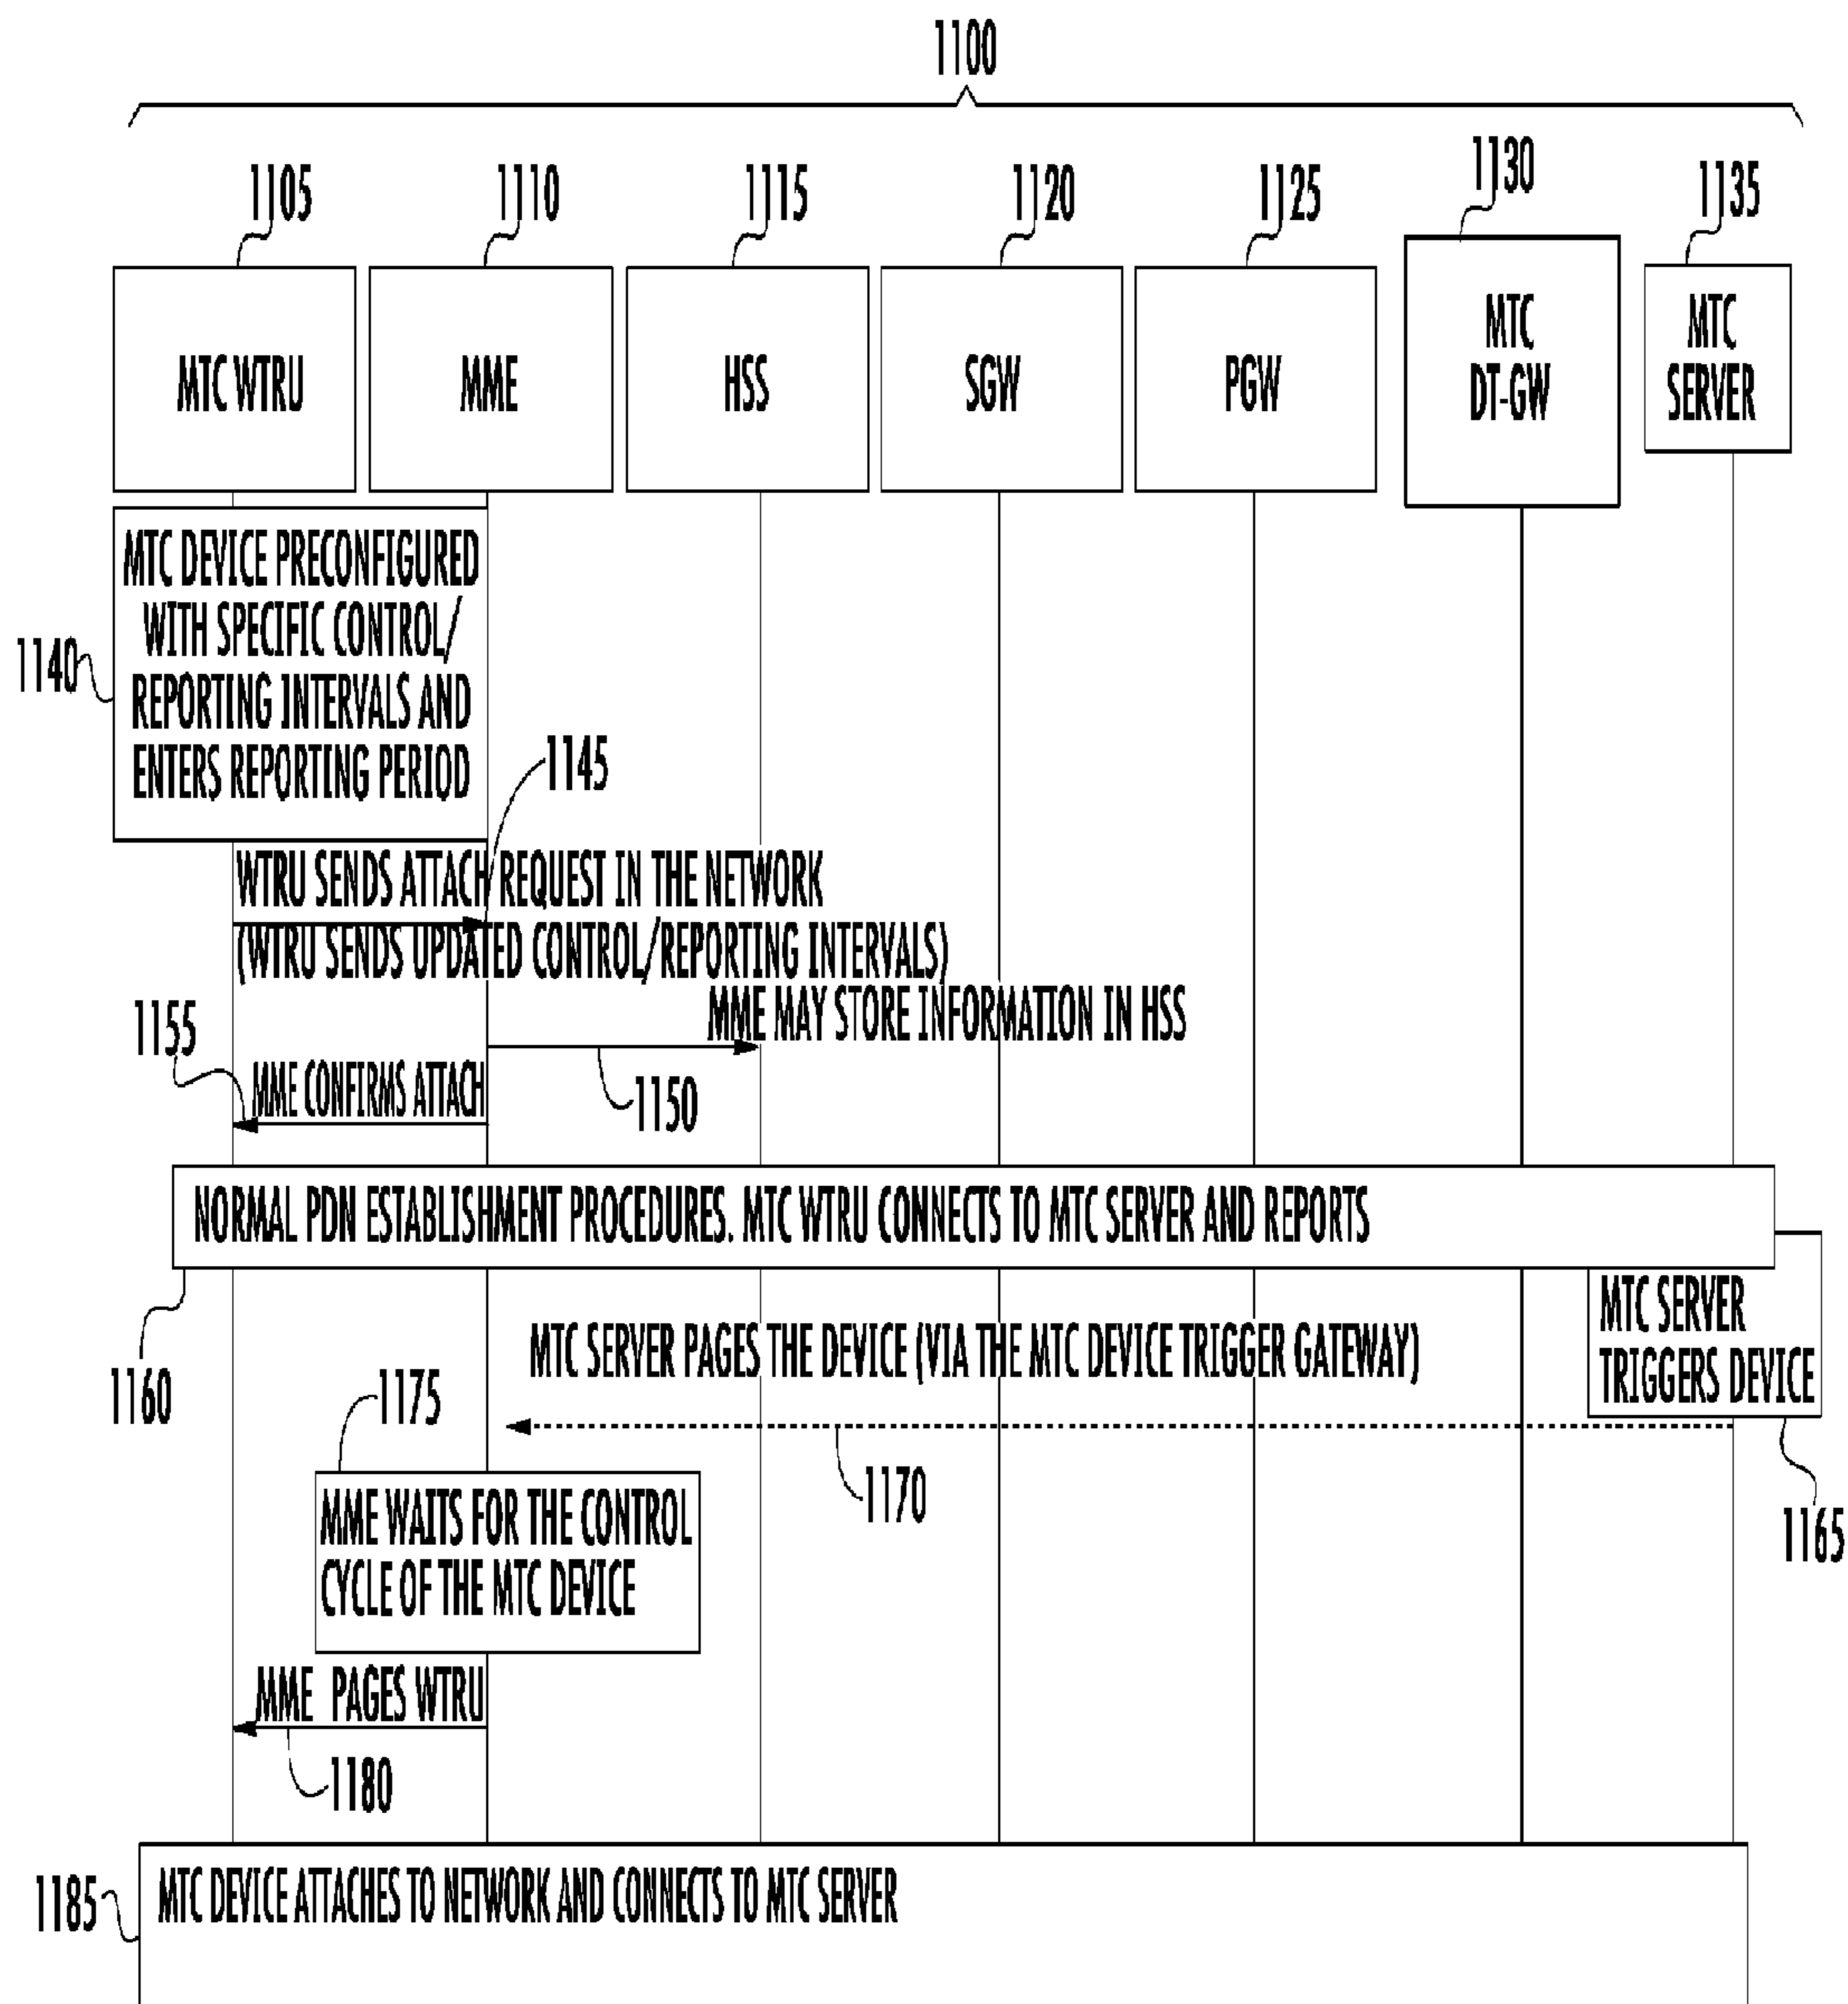 1100
1105
1110
1115
1120
1125
1130
1135
MTC WTRU
MME
HSS
SGW
PGW
MTC
DT-GW
MTC
SERVER
1140
MTC DEVICE PRECONFIGURED
WITH SPECIFIC CONTROL/
REPORTING INTERVALS AND
ENTERS REPORTING PERIOD
1145
WTRU SENDS ATTACH REQUEST IN THE NETWORK
(WTRU SENDS UPDATED CONTROL/REPORTING INTERVALS)
MME MAY STORE INFORMATION IN HSS
1150
1155
MME CONFIRMS ATTACH
NORMAL PDN ESTABLISHMENT PROCEDURES. MTC WTRU CONNECTS TO MTC SERVER AND REPORTS
1160
MTC SERVER
TRIGGERS DEVICE
1165
MTC SERVER PAGES THE DEVICE (VIA THE MTC DEVICE TRIGGER GATEWAY)
1170
1175
MME WAITS FOR THE CONTROL
CYCLE OF THE MTC DEVICE
MME PAGES WTRU
1180
1185
MTC DEVICE ATTACHES TO NETWORK AND CONNECTS TO MTC SERVER